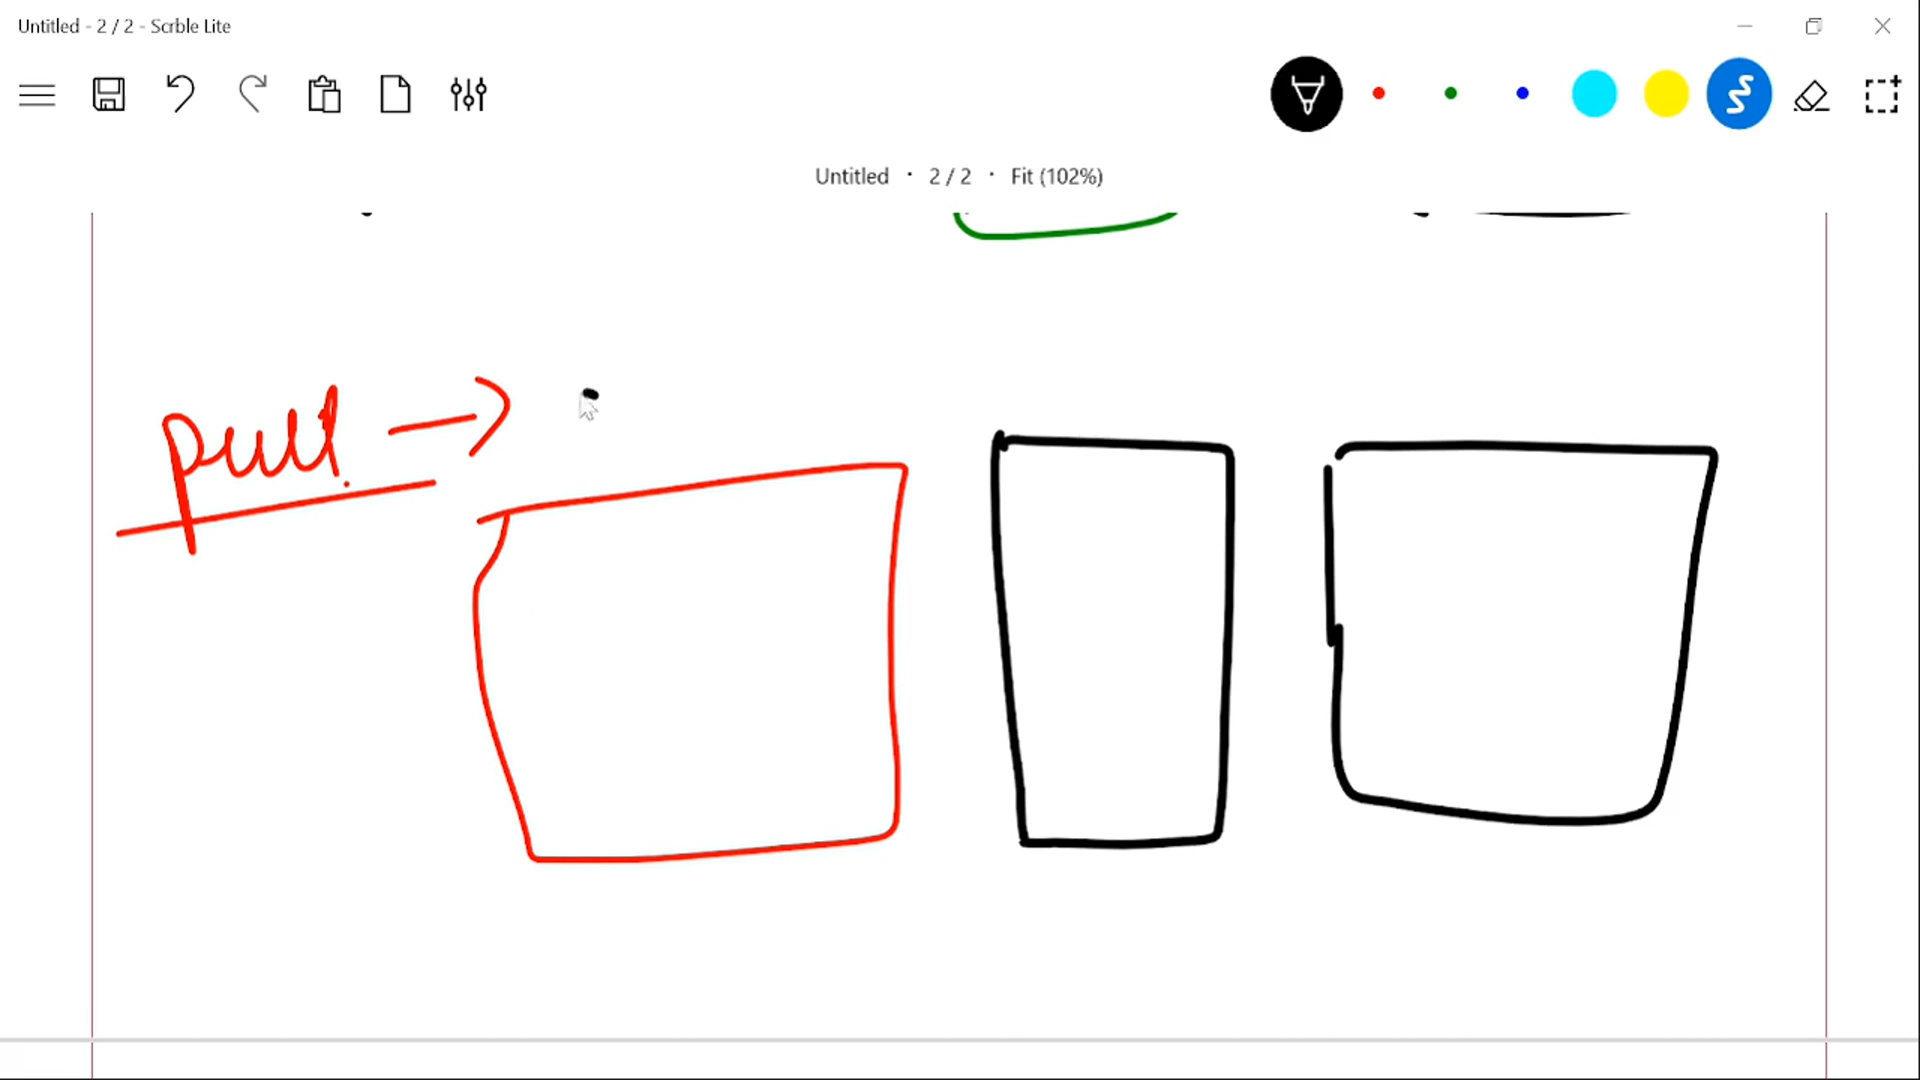 Untitled - 2 / 2 - Scrble Lite
Untitled · 2 / 2 · Fit (102%)
pull →